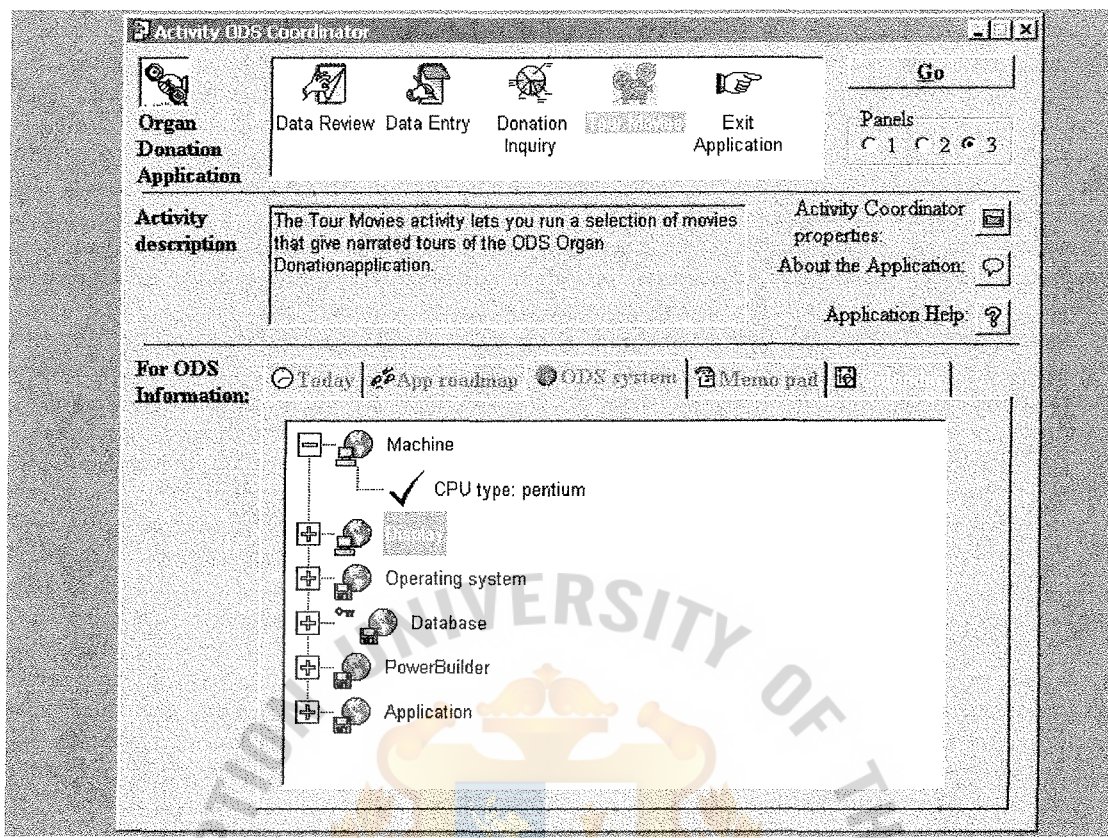 Activity ODS Coordinator
Organ
Donation
Application
Data Review Data Entry Donation
Inquiry
Exit
Application
Go
Panels
1 2 3
Activity
description
The Tour Movies activity lets you run a selection of movies
that give narrated tours of the ODS Organ
Donationapplication.
Activity Coordinator
properties:
About the Application:
Application Help:
For ODS
Information:
Today App roadmap ODS system Memo pad
Machine
CPU type: pentium
Operating system
Database
PowerBuilder
Application
UNIVERSITY OF